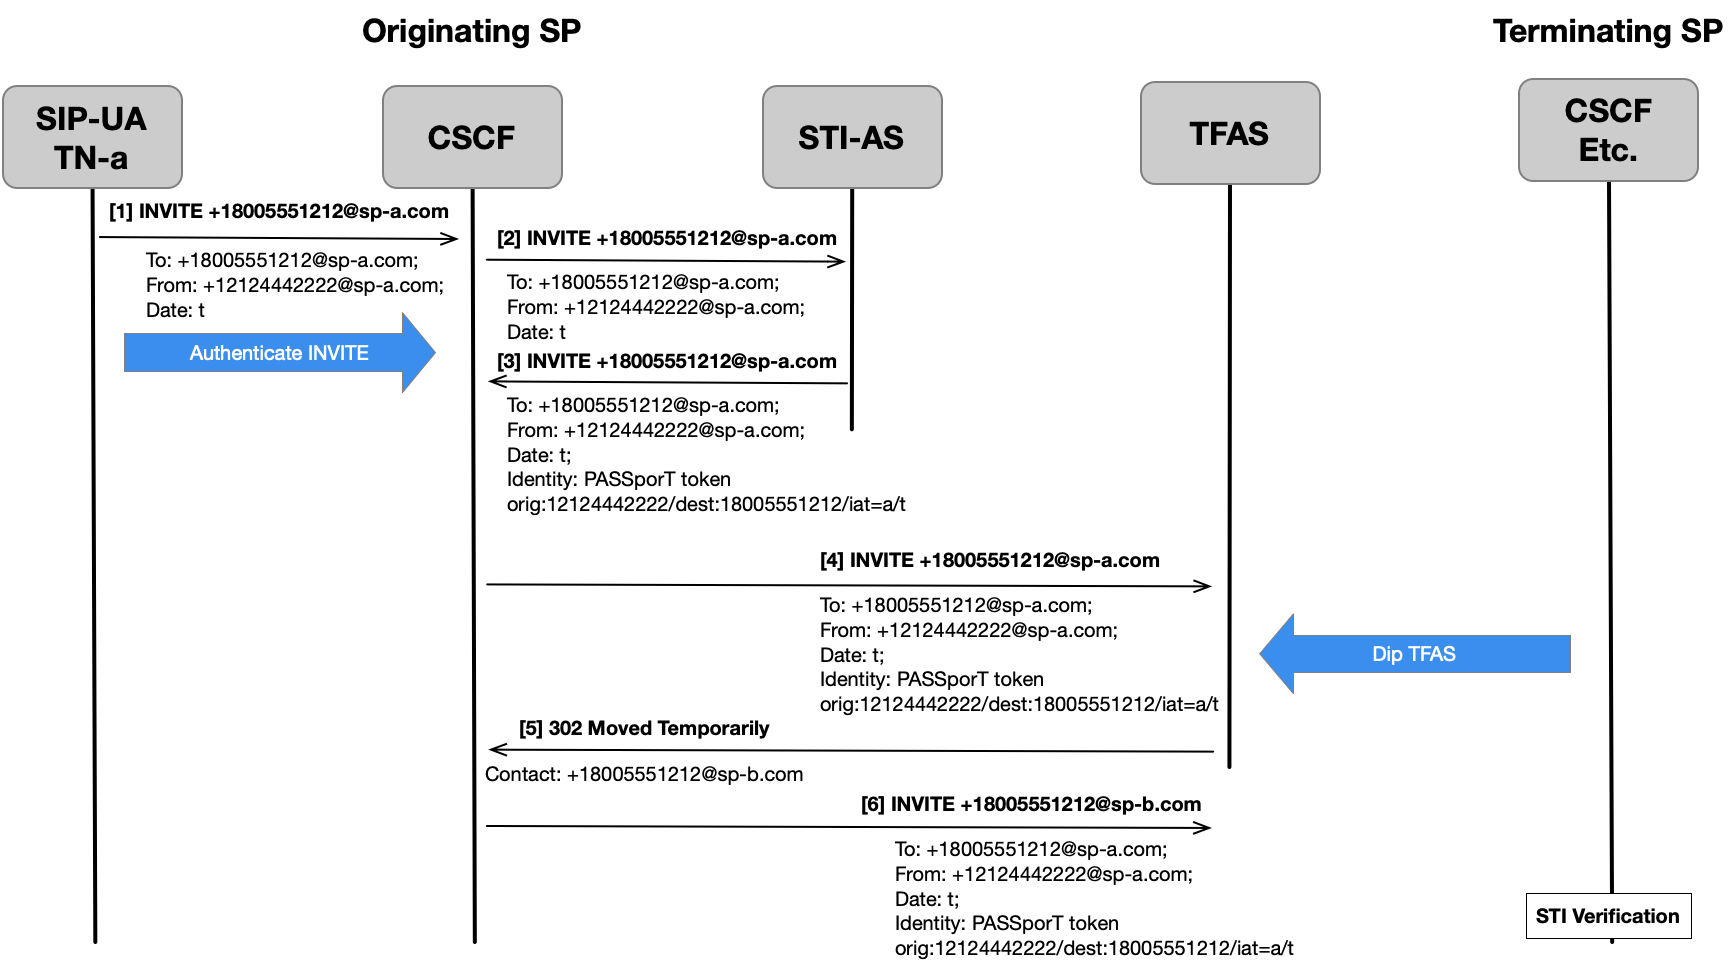 Originating SP
Terminating SP
SIP-UA
TN-a
CSCF
STI-AS
TFAS
CSCF
Etc.
[1] INVITE +18005551212@sp-a.com
To: +18005551212@sp-a.com;
From: +12124442222@sp-a.com;
Date: t
Authenticate INVITE
[2] INVITE +18005551212@sp-a.com
To: +18005551212@sp-a.com;
From: +12124442222@sp-a.com;
Date: t
[3] INVITE +18005551212@sp-a.com
To: +18005551212@sp-a.com;
From: +12124442222@sp-a.com;
Date: t;
Identity: PASSporT token
orig:12124442222/dest:18005551212/iat=a/t
[4] INVITE +18005551212@sp-a.com
To: +18005551212@sp-a.com;
From: +12124442222@sp-a.com;
Date: t;
Identity: PASSporT token
orig:12124442222/dest:18005551212/iat=a/t
Dip TFAS
[5] 302 Moved Temporarily
Contact: +18005551212@sp-b.com
[6] INVITE +18005551212@sp-b.com
To: +18005551212@sp-a.com;
From: +12124442222@sp-a.com;
Date: t;
Identity: PASSporT token
orig:12124442222/dest:18005551212/iat=a/t
STI Verification